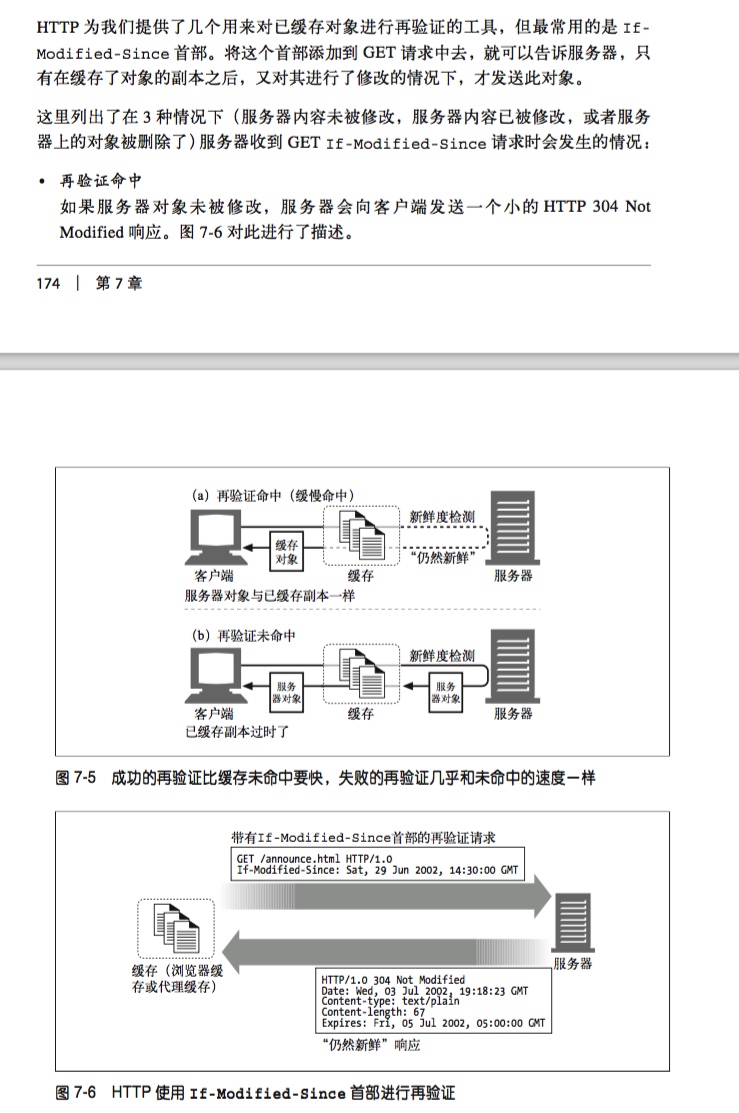 HTTP 为我们提供了几个用来对已缓存对象进行再验证的工具，但最常用的是 If-
Modified-Since 首部。将这个首部添加到 GET 请求中去，就可以告诉服务器，只
有在缓存了对象的副本之后，又对其进行了修改的情况下，才发送此对象。
这里列出了在 3 种情况下（服务器内容未被修改，服务器内容已被修改，或者服务
器上的对象被删除了）服务器收到 GET If-Modified-Since 请求时会发生的情况：
• 再验证命中
如果服务器对象未被修改，服务器会向客户端发送一个小的 HTTP 304 Not
Modified 响应。图 7-6 对此进行了描述。
174 | 第 7 章
（a）再验证命中（缓慢命中）
新鲜度检测
缓存
对象
“仍然新鲜”
客户端
缓存
服务器
服务器对象与已缓存副本一样
（b）再验证未命中
新鲜度检测
服务
器对象
服务
器对象
客户端
缓存
服务器
已缓存副本过时了
图 7-5 成功的再验证比缓存未命中要快，失败的再验证几乎和未命中的速度一样
带有If-Modified-Since首部的再验证请求
GET /announce.html HTTP/1.0
If-Modified-Since: Sat, 29 Jun 2002, 14:30:00 GMT
缓存（浏览器缓
存或代理缓存）
服务器
HTTP/1.0 304 Not Modified
Date: Wed, 03 Jul 2002, 19:18:23 GMT
Content-type: text/plain
Content-length: 67
Expires: Fri, 05 Jul 2002, 05:00:00 GMT
“仍然新鲜”响应
图 7-6 HTTP 使用 If-Modified-Since 首部进行再验证